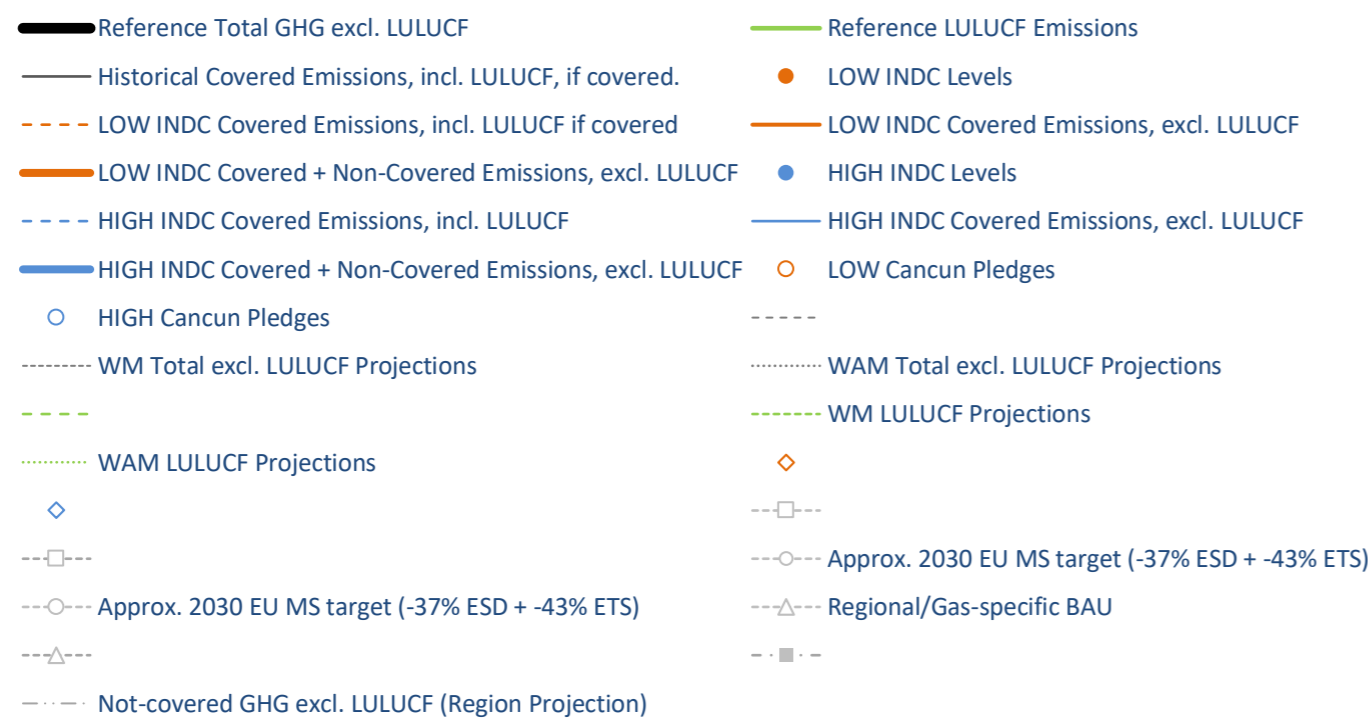 Reference Total GHG excl. LULUCF
Reference LULUCF Emissions
Historical Covered Emissions, incl. LULUCF, if covered.
LOW INDC Levels
LOW INDC Covered Emissions, incl. LULUCF if covered
LOW INDC Covered Emissions, excl. LULUCF
LOW INDC Covered + Non-Covered Emissions, excl. LULUCF
HIGH INDC Levels
HIGH INDC Covered Emissions, incl. LULUCF
HIGH INDC Covered Emissions, excl. LULUCF
HIGH INDC Covered + Non-Covered Emissions, excl. LULUCF
LOW Cancun Pledges
HIGH Cancun Pledges
WM Total excl. LULUCF Projections
WAM Total excl. LULUCF Projections
WM LULUCF Projections
WAM LULUCF Projections
Approx. 2030 EU MS target (-37% ESD + -43% ETS)
Approx. 2030 EU MS target (-37% ESD + -43% ETS)
Regional/Gas-specific BAU
Not-covered GHG excl. LULUCF (Region Projection)